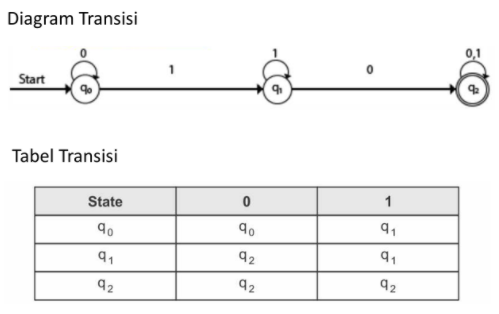 Diagram Transisi
0 1 0,1
Start q₀ 1 q₁ 0 q₂
Tabel Transisi
State 0 1
q₀ q₀ q₁
q₁ q₂ q₁
q₂ q₂ q₂